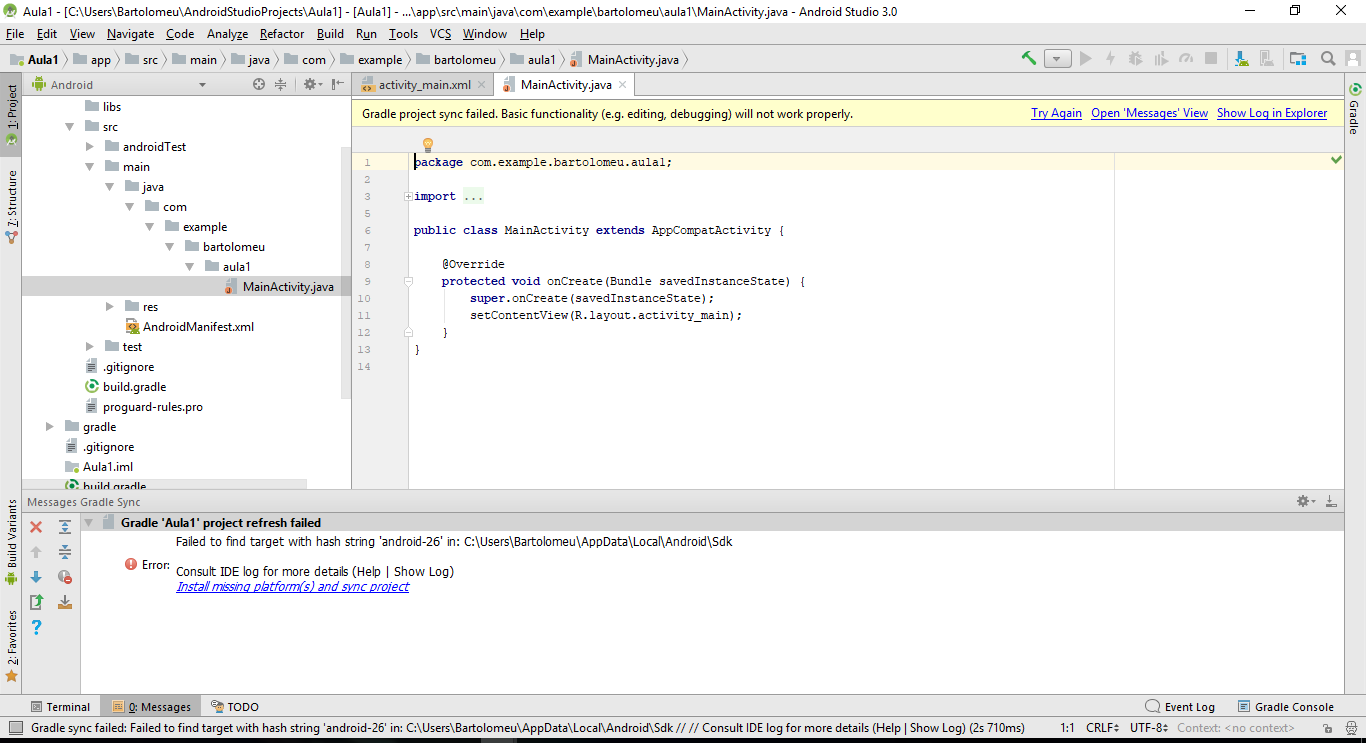 Aula1 - [C:\Users\Bartolomeu\AndroidStudioProjects\Aula1] - [Aula1] - ...\app\src\main\java\com\example\bartolomeu\aula1\MainActivity.java - Android Studio 3.0
File Edit View Navigate Code Analyze Refactor Build Run Tools VCS Window Help
Aula1 app src main java com example bartolomeu aula1 MainActivity.java
1: Project
7: Structure
Build Variants
2: Favorites
Android
libs
src
androidTest
main
java
com
example
bartolomeu
aula1
MainActivity.java
res
AndroidManifest.xml
test
.gitignore
build.gradle
proguard-rules.pro
gradle
.gitignore
Aula1.iml
build.gradle
activity_main.xml MainActivity.java
Gradle project sync failed. Basic functionality (e.g. editing, debugging) will not work properly. Try Again Open 'Messages' View Show Log in Explorer
1 package com.example.bartolomeu.aula1;
2
3 import ...
5
6 public class MainActivity extends AppCompatActivity {
7
8 @Override
9 protected void onCreate(Bundle savedInstanceState) {
10 super.onCreate(savedInstanceState);
11 setContentView(R.layout.activity_main);
12 }
13 }
14
Gradle
Messages Gradle Sync
Gradle 'Aula1' project refresh failed
Failed to find target with hash string 'android-26' in: C:\Users\Bartolomeu\AppData\Local\Android\Sdk
Error:
Consult IDE log for more details (Help | Show Log)
Install missing platform(s) and sync project
Terminal 0: Messages TODO Event Log Gradle Console
Gradle sync failed: Failed to find target with hash string 'android-26' in: C:\Users\Bartolomeu\AppData\Local\Android\Sdk // // Consult IDE log for more details (Help | Show Log) (2s 710ms) 1:1 CRLF UTF-8 Context: <no context>